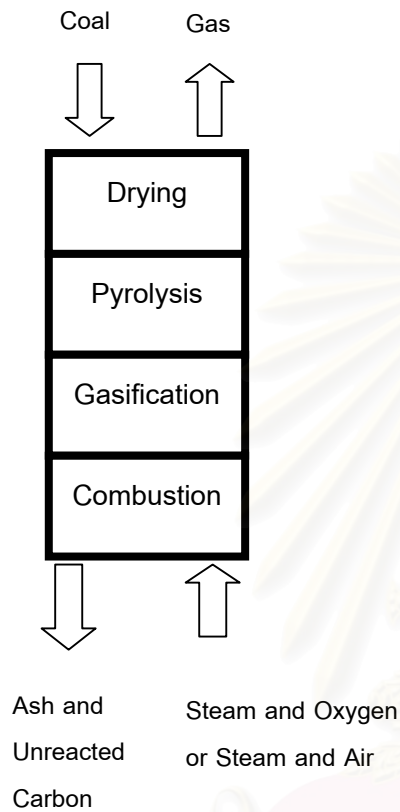 Coal
Gas
Drying
Pyrolysis
Gasification
Combustion
Ash and
Unreacted
Carbon
Steam and Oxygen
or Steam and Air